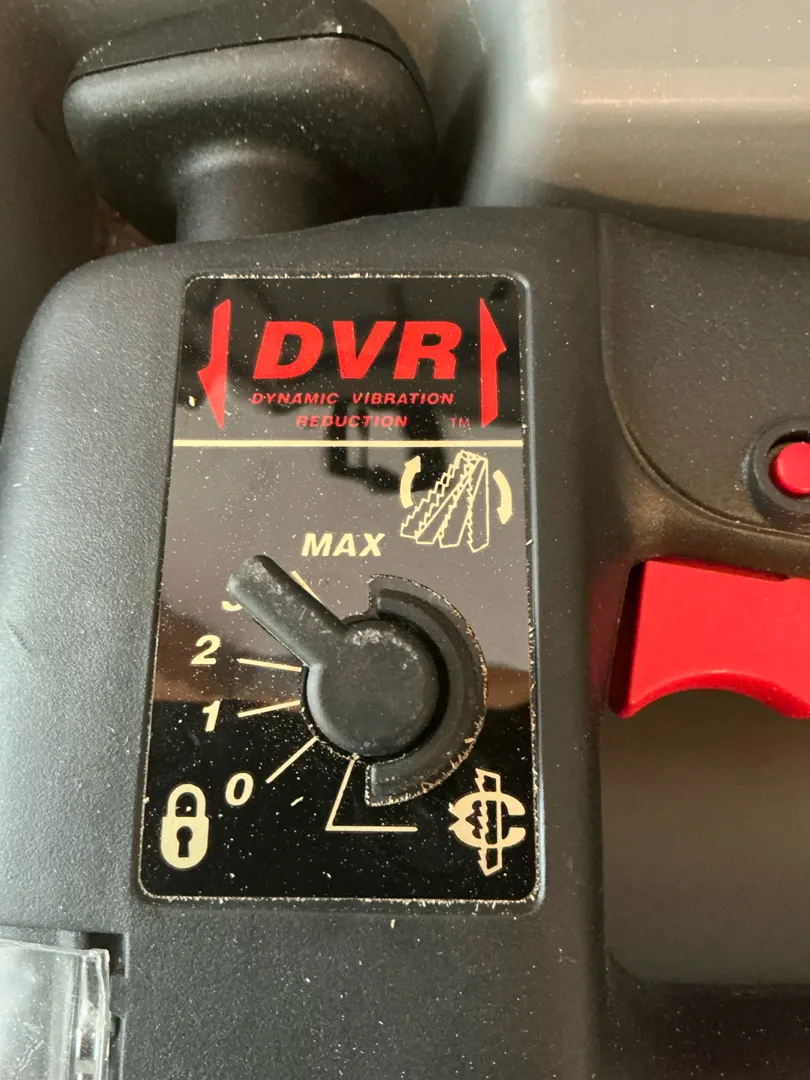 DVR
DYNAMIC VIBRATION
REDUCTION TM
MAX
2
1
0